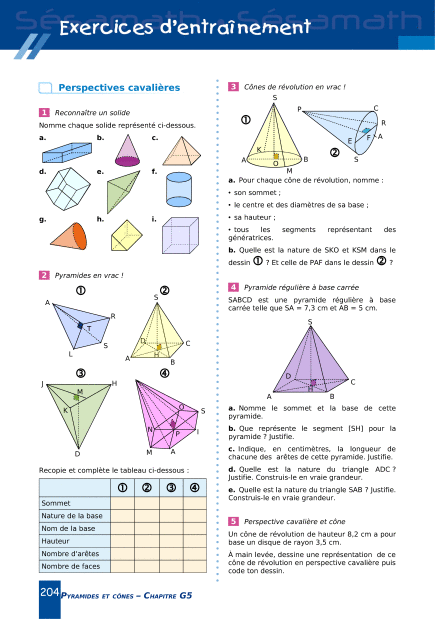 Sésamath - Sésamath
Exercices d'entraînement
Perspectives cavalières
1 Reconnaître un solide
Nomme chaque solide représenté ci-dessous.
a. b. c.
d. e. f.
g. h. i.
2 Pyramides en vrac !
① ②
A R T S L
S D C H A B
③ ④
J H M K D
O S N P I M A
Recopie et complète le tableau ci-dessous :
① ② ③ ④
Sommet
Nature de la base
Nom de la base
Hauteur
Nombre d'arêtes
Nombre de faces
3 Cônes de révolution en vrac !
① S K A O B M
② P C R A F E S
a. Pour chaque cône de révolution, nomme :
• son sommet ;
• le centre et des diamètres de sa base ;
• sa hauteur ;
• tous les segments représentant des
génératrices.
b. Quelle est la nature de SKO et KSM dans le
dessin ① ? Et celle de PAF dans le dessin ② ?
4 Pyramide régulière à base carrée
SABCD est une pyramide régulière à base
carrée telle que SA = 7,3 cm et AB = 5 cm.
S
D C
H
A B
a. Nomme le sommet et la base de cette
pyramide.
b. Que représente le segment [SH] pour la
pyramide ? Justifie.
c. Indique, en centimètres, la longueur de
chacune des arêtes de cette pyramide. Justifie.
d. Quelle est la nature du triangle ADC ?
Justifie. Construis-le en vraie grandeur.
e. Quelle est la nature du triangle SAB ? Justifie.
Construis-le en vraie grandeur.
5 Perspective cavalière et cône
Un cône de révolution de hauteur 8,2 cm a pour
base un disque de rayon 3,5 cm.
À main levée, dessine une représentation de ce
cône de révolution en perspective cavalière puis
code ton dessin.
204 PYRAMIDES ET CÔNES – CHAPITRE G5